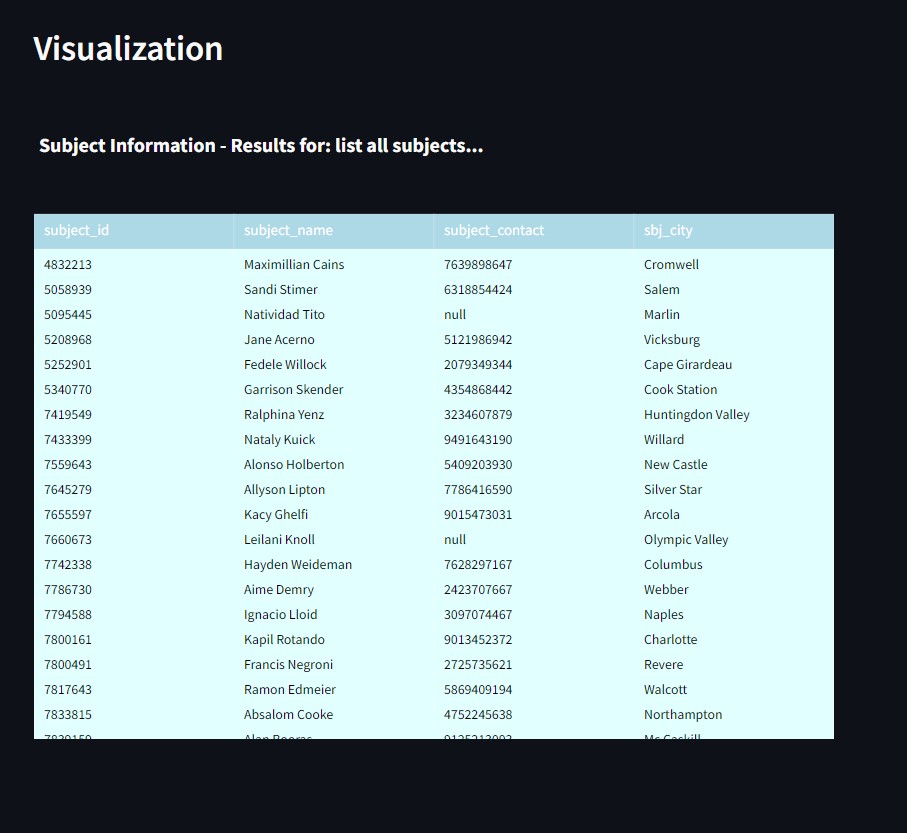 Visualization
Subject Information - Results for: list all subjects...
subject_id subject_name subject_contact sbj_city
4832213 Maximillian Cains 7639898647 Cromwell
5058939 Sandi Stimer 6318854424 Salem
5095445 Natividad Tito null Marlin
5208968 Jane Acerno 5121986942 Vicksburg
5252901 Fedele Willock 2079349344 Cape Girardeau
5340770 Garrison Skender 4354868442 Cook Station
7419549 Ralphina Yenz 3234607879 Huntingdon Valley
7433399 Nataly Kuick 9491643190 Willard
7559643 Alonso Holberton 5409203930 New Castle
7645279 Allyson Lipton 7786416590 Silver Star
7655597 Kacy Ghelfi 9015473031 Arcola
7660673 Leilani Knoll null Olympic Valley
7742338 Hayden Weideman 7628297167 Columbus
7786730 Aime Demry 2423707667 Webber
7794588 Ignacio Lloid 3097074467 Naples
7800161 Kapil Rotando 9013452372 Charlotte
7800491 Francis Negroni 2725735621 Revere
7817643 Ramon Edmeier 5869409194 Walcott
7833815 Absalom Cooke 4752245638 Northampton